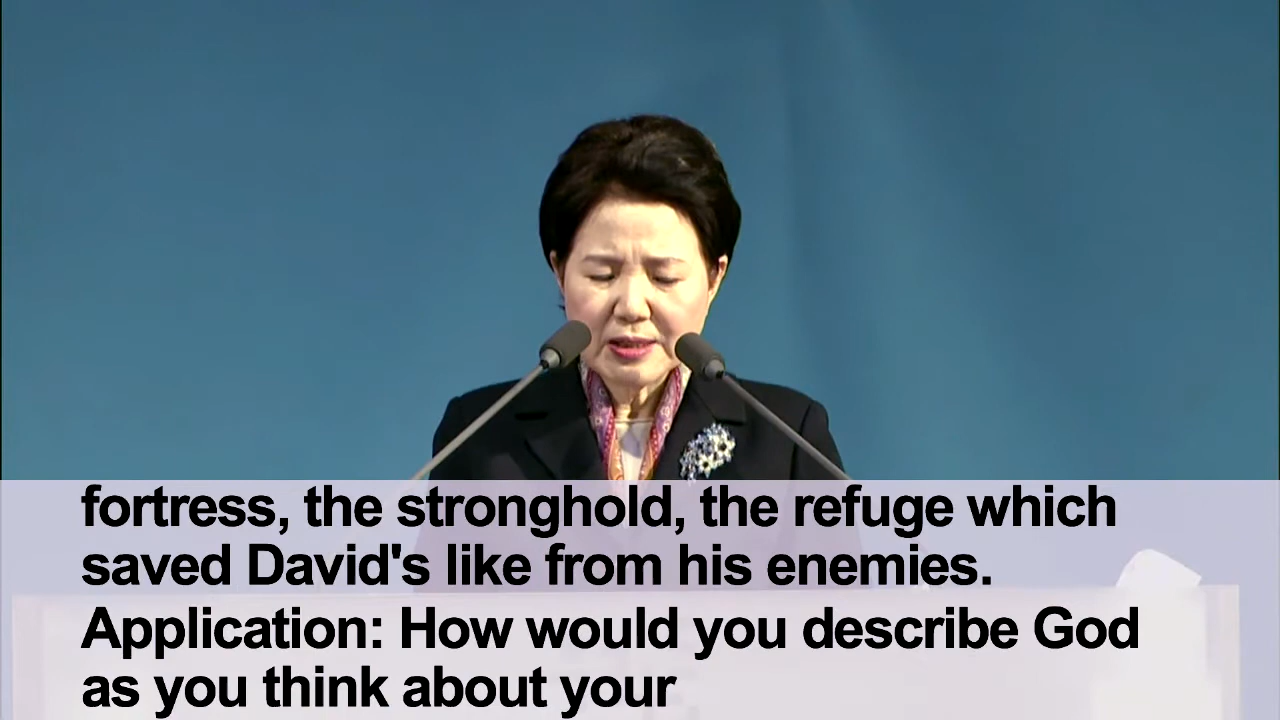 fortress, the stronghold, the refuge which
saved David's like from his enemies.
Application: How would you describe God
as you think about your